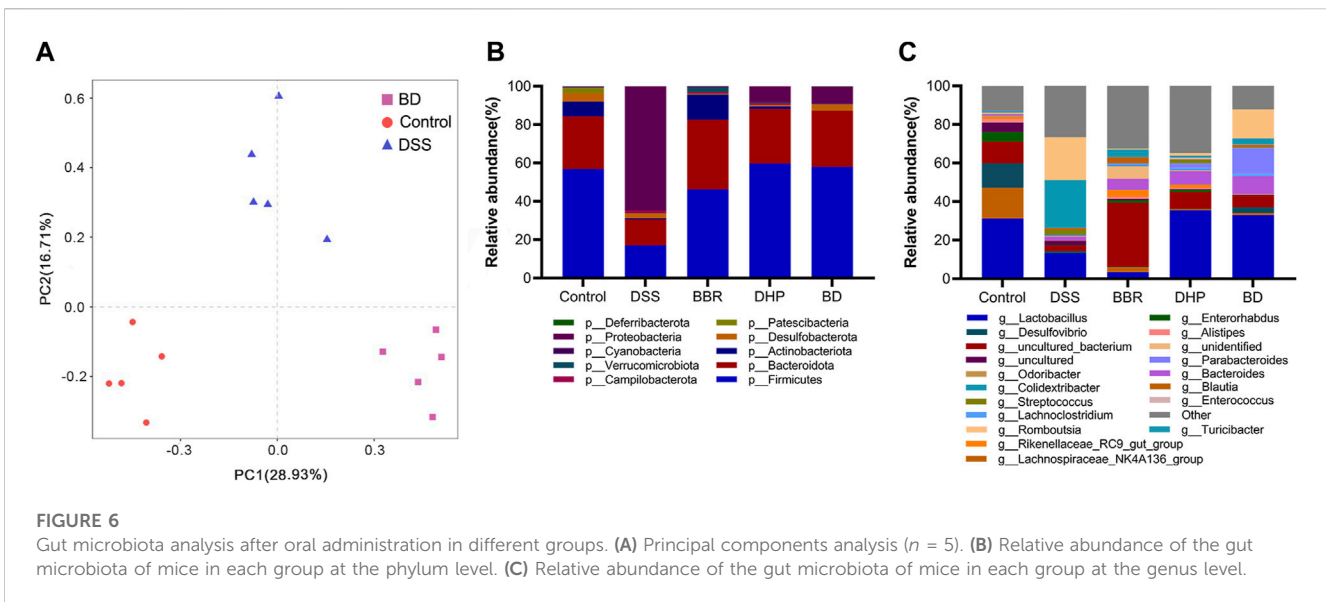 A
PC2(16.71%)
0.6
0.4
0.2
0.0
-0.2
-0.3
0.0
0.3
PC1(28.93%)
BD
Control
DSS
B
Relative abundance(%)
100
80
60
40
20
0
Control DSS BBR DHP BD
p__Deferribacterota
p__Proteobacteria
p__Cyanobacteria
p__Verrucomicrobiota
p__Campilobacterota
p__Patescibacteria
p__Desulfobacterota
p__Actinobacteriota
p__Bacteroidota
p__Firmicutes
C
Relative abundance(%)
100
80
60
40
20
0
Control DSS BBR DHP BD
g__Lactobacillus
g__Desulfovibrio
g__uncultured_bacterium
g__uncultured
g__Odoribacter
g__Colidextribacter
g__Streptococcus
g__Lachnoclostridium
g__Romboutsia
g__Rikenellaceae_RC9_gut_group
g__Lachnospiraceae_NK4A136_group
g__Enterorhabdus
g__Alistipes
g__unidentified
g__Parabacteroides
g__Bacteroides
g__Blautia
g__Enterococcus
Other
g__Turicibacter
FIGURE 6
Gut microbiota analysis after oral administration in different groups. (A) Principal components analysis (n = 5). (B) Relative abundance of the gut
microbiota of mice in each group at the phylum level. (C) Relative abundance of the gut microbiota of mice in each group at the genus level.